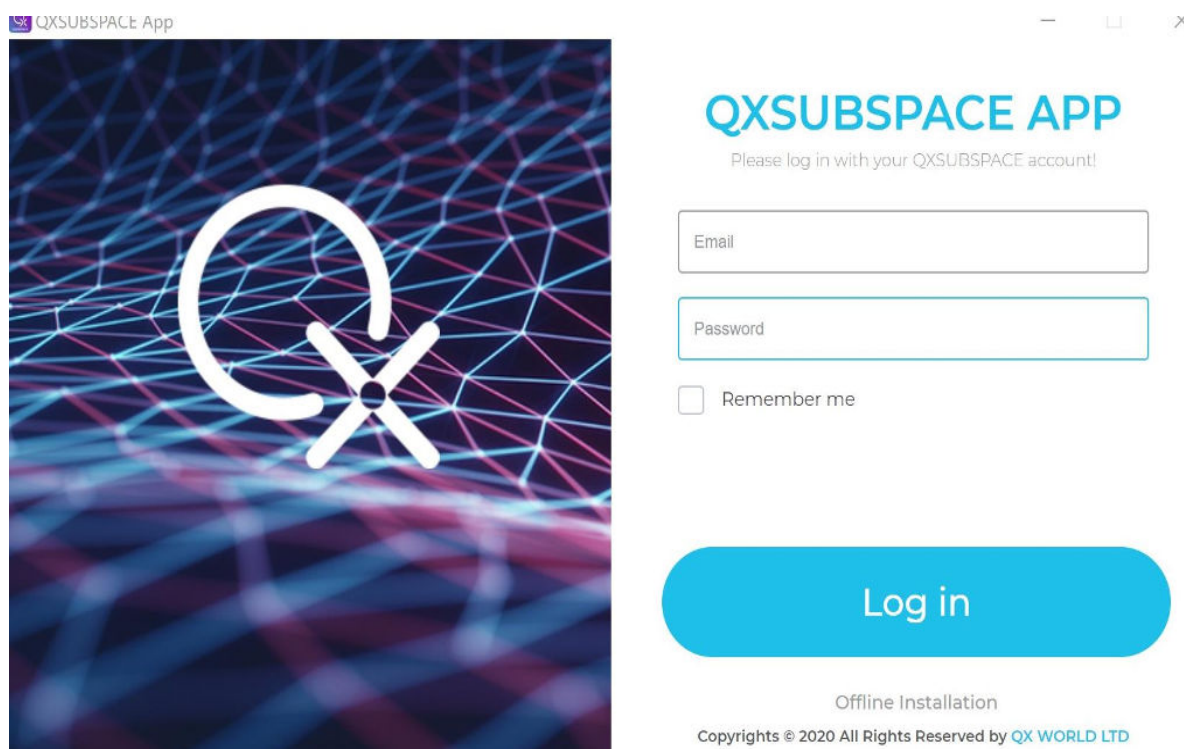 QXSUBSPACE App
QXSUBSPACE APP
Please log in with your QXSUBSPACE account!
Email
Password
Remember me
Log in
Offline Installation
Copyrights © 2020 All Rights Reserved by QX WORLD LTD